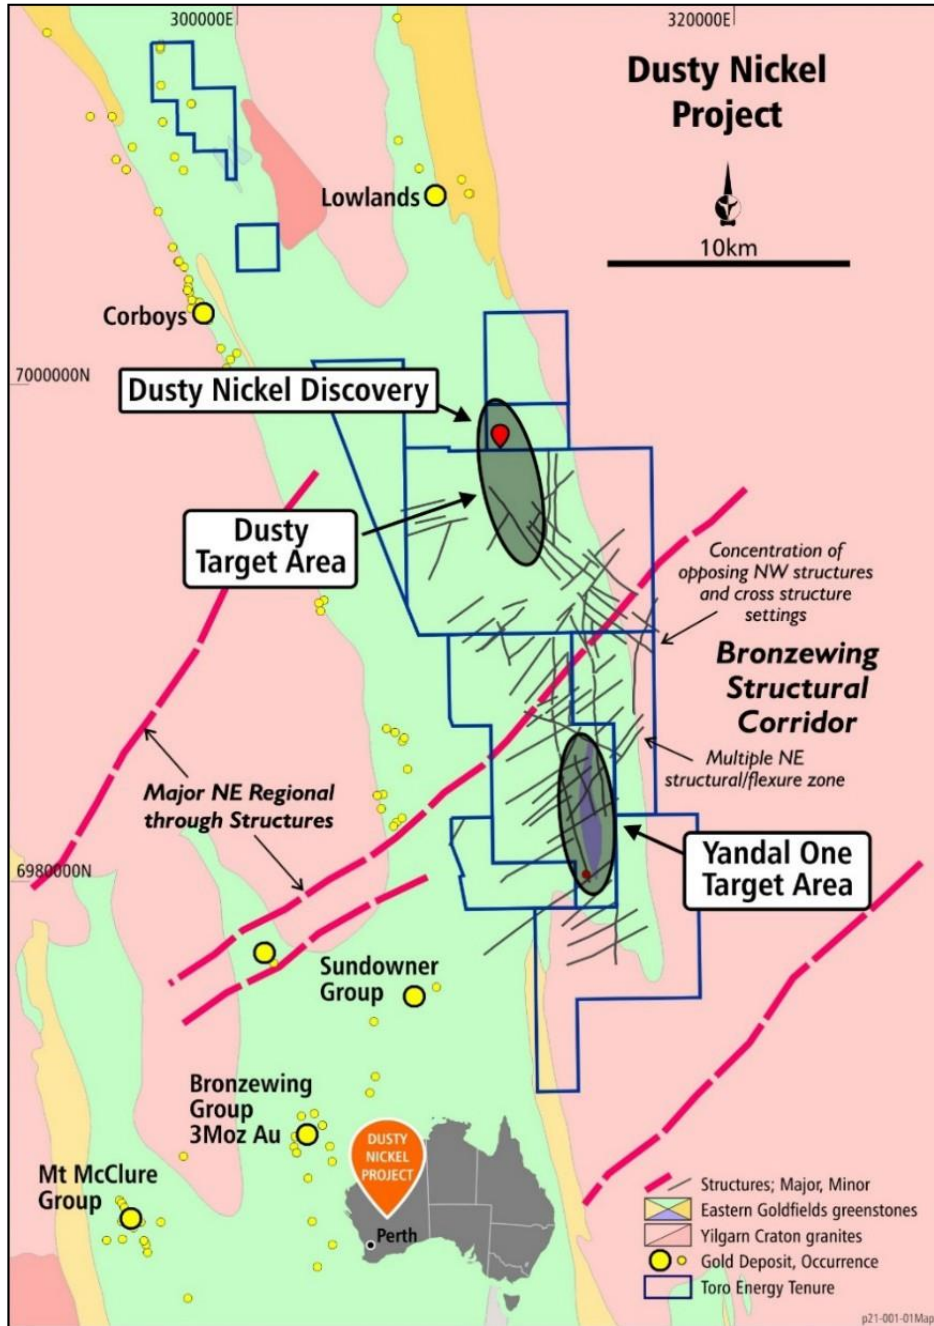 300000E
320000E
Dusty Nickel
Project
10km
Lowlands
Corboys
7000000N
Dusty Nickel Discovery
Dusty
Target Area
Concentration of
opposing NW structures
and cross structure
settings
Bronzewing
Structural
Corridor
Multiple NE
structural/flexure zone
Major NE Regional
through Structures
Yandal One
Target Area
6980000N
Sundowner
Group
Bronzewing
Group
3Moz Au
Mt McClure
Group
DUSTY
NICKEL
PROJECT
Perth
Structures; Major, Minor
Eastern Goldfields greenstones
Yilgarn Craton granites
Gold Deposit, Occurrence
Toro Energy Tenure
p21-001-01Map